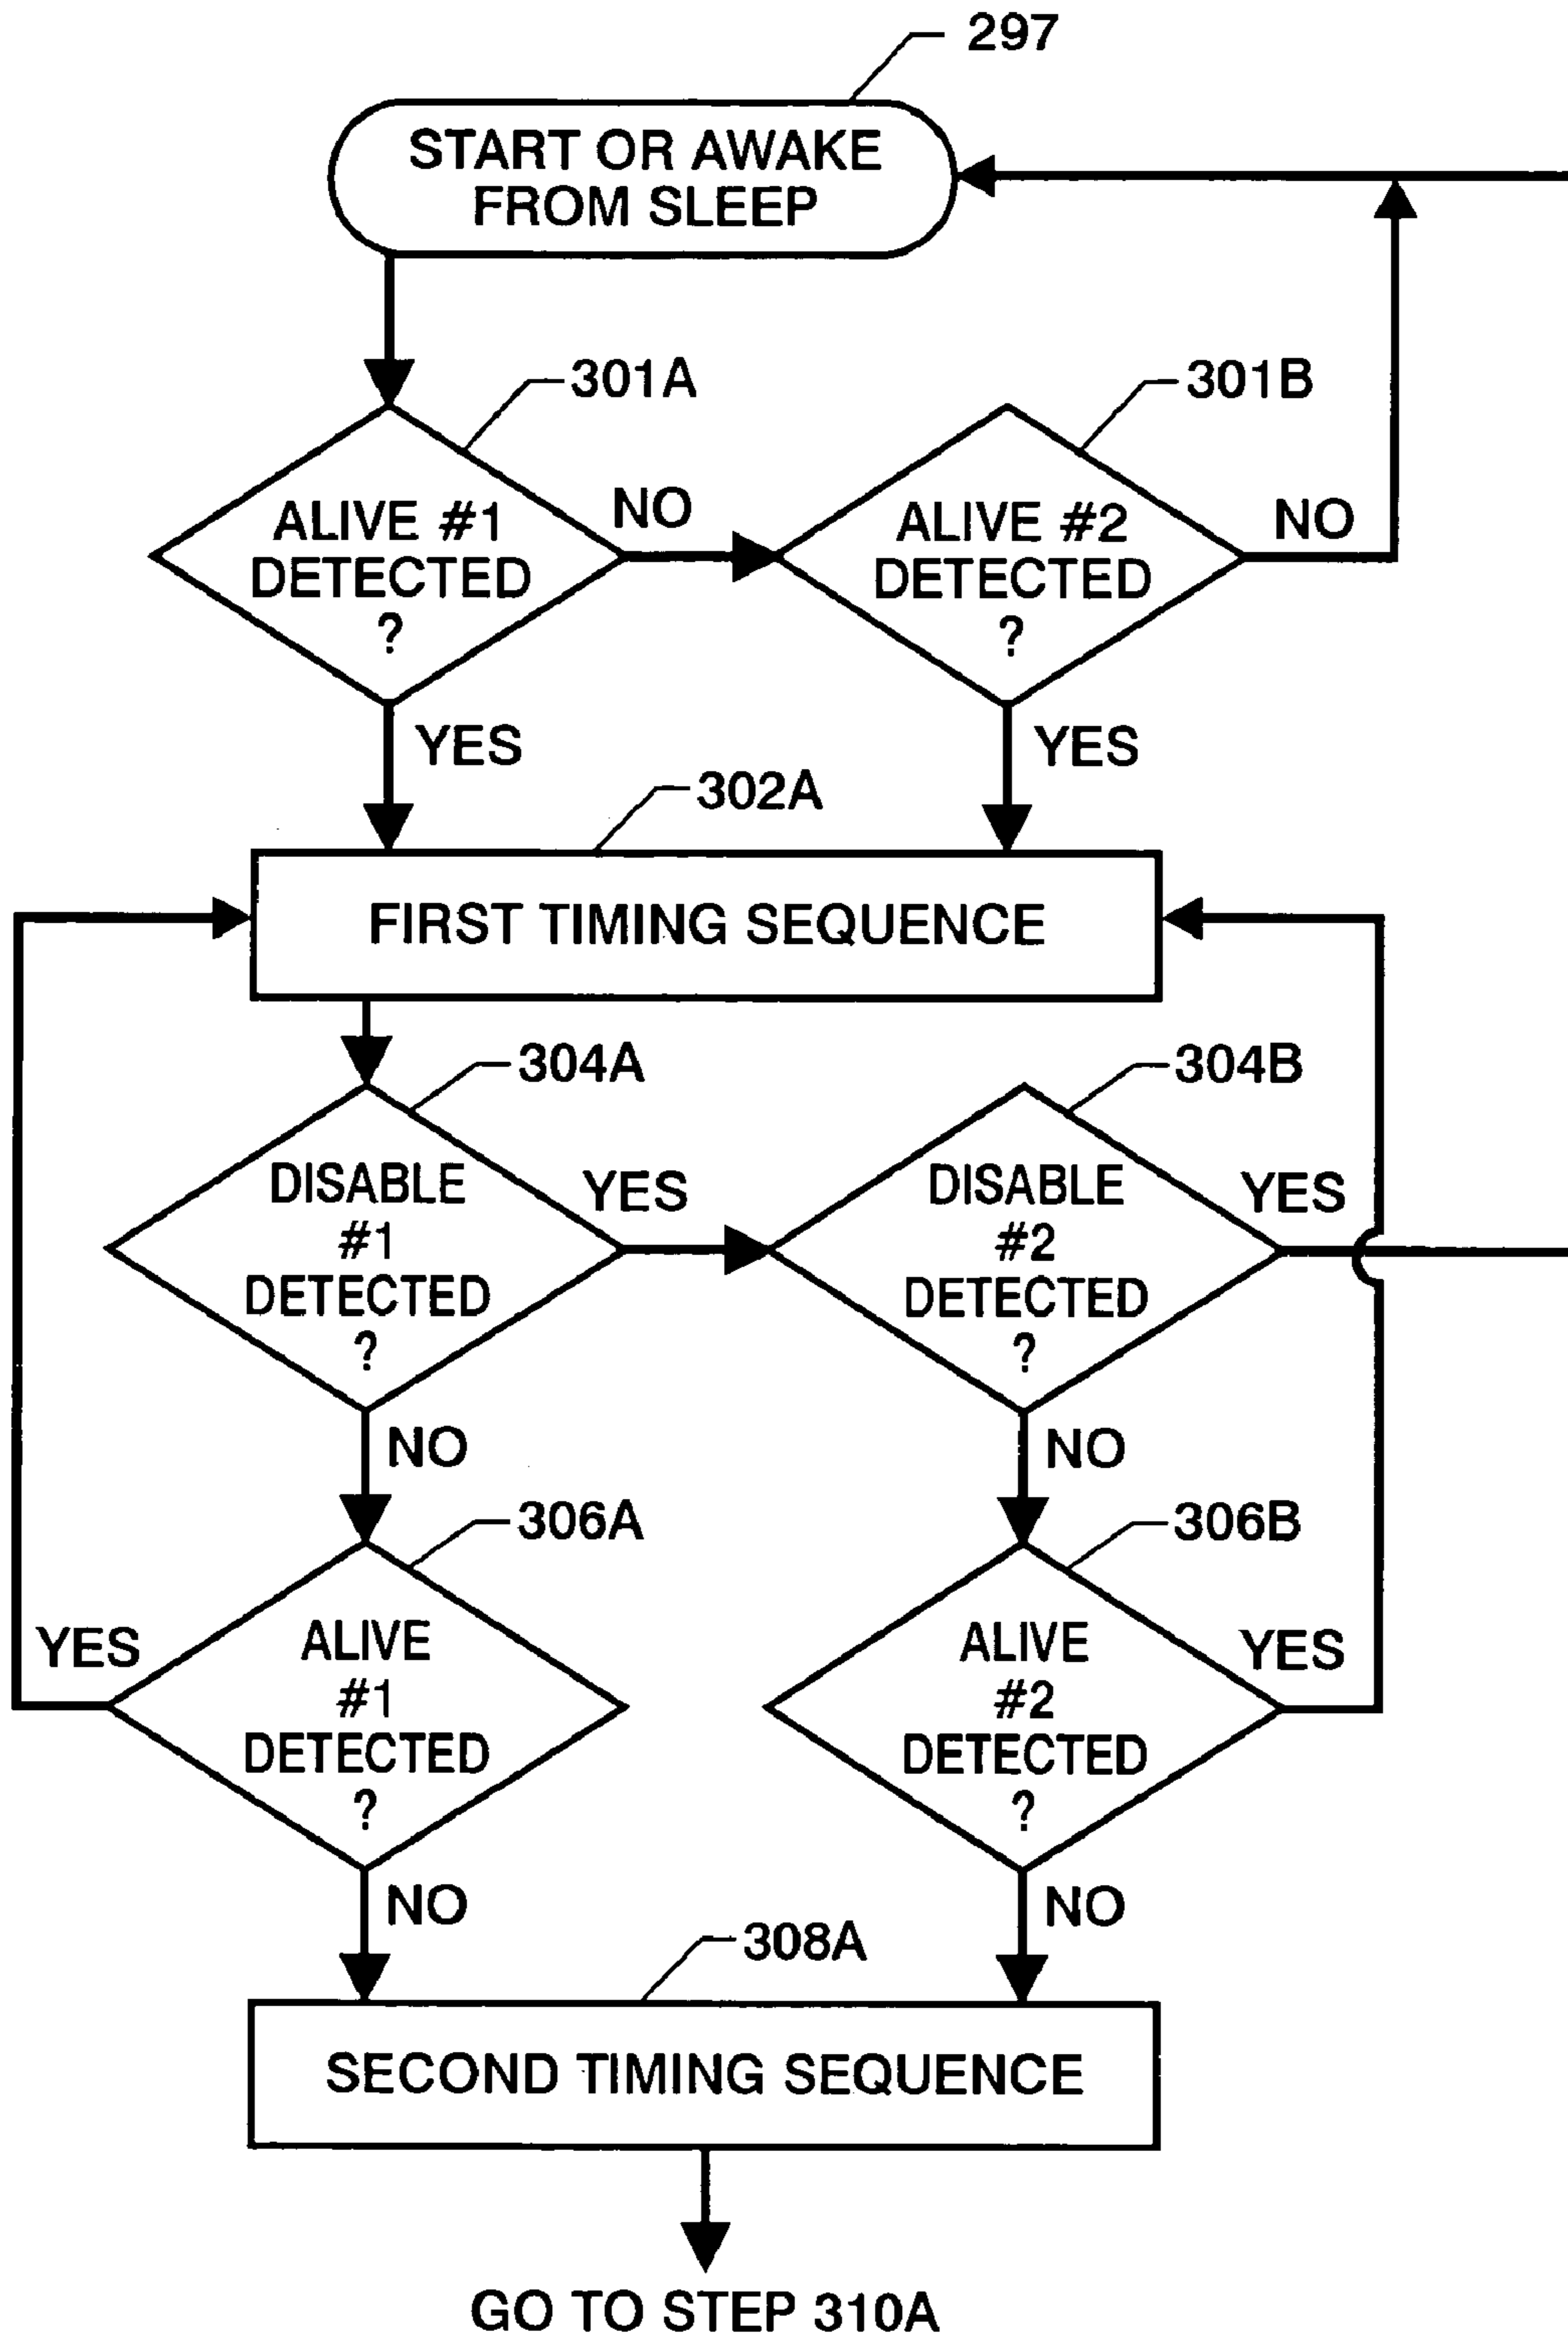 297
START OR AWAKE
FROM SLEEP
301A
301B
ALIVE #1
DETECTED
?
NO
ALIVE #2
DETECTED
?
NO
YES
YES
302A
FIRST TIMING SEQUENCE
304A
304B
DISABLE
#1
DETECTED
?
YES
DISABLE
#2
DETECTED
?
YES
NO
NO
306A
306B
YES
ALIVE
#1
DETECTED
?
ALIVE
#2
DETECTED
?
YES
NO
NO
308A
SECOND TIMING SEQUENCE
GO TO STEP 310A